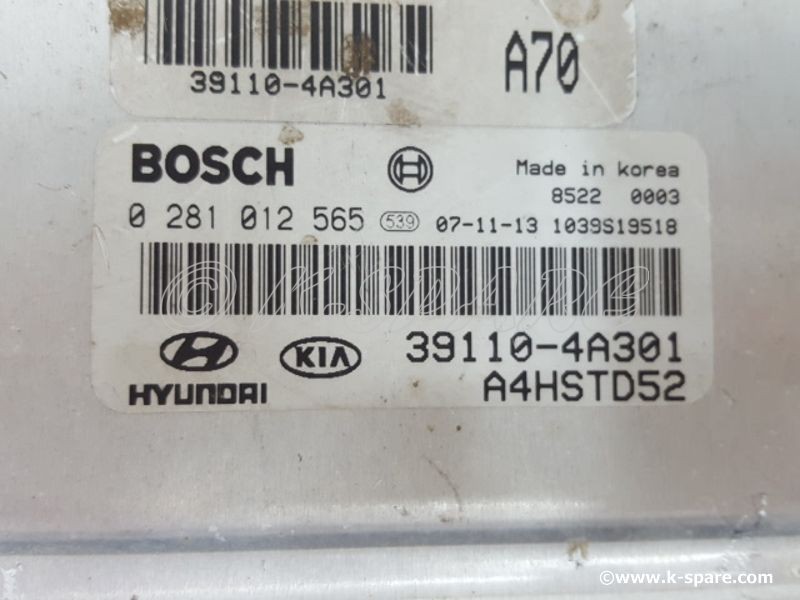 39110-4A301
A70
BOSCH
Made in korea
8522 0003
0 281 012 565 539 07-11-13 1039S19518
© K-SPARE
HYUNDAI
KIA
39110-4A301
A4HSTD52
©www.k-spare.com